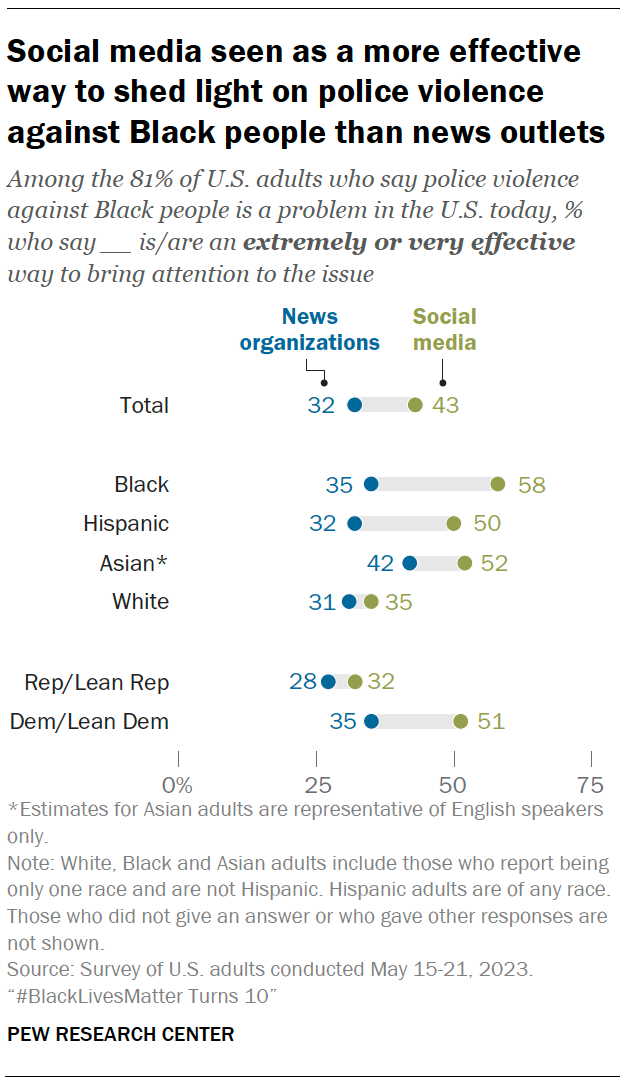 Social media seen as a more effective
way to shed light on police violence
against Black people than news outlets
Among the 81% of U.S. adults who say police violence
against Black people is a problem in the U.S. today, %
who say __ is/are an extremely or very effective
way to bring attention to the issue
News organizations
Social media
Total 32 43
Black 35 58
Hispanic 32 50
Asian* 42 52
White 31 35
Rep/Lean Rep 28 32
Dem/Lean Dem 35 51
0% 25 50 75
*Estimates for Asian adults are representative of English speakers
only.
Note: White, Black and Asian adults include those who report being
only one race and are not Hispanic. Hispanic adults are of any race.
Those who did not give an answer or who gave other responses are
not shown.
Source: Survey of U.S. adults conducted May 15-21, 2023.
“#BlackLivesMatter Turns 10”
PEW RESEARCH CENTER